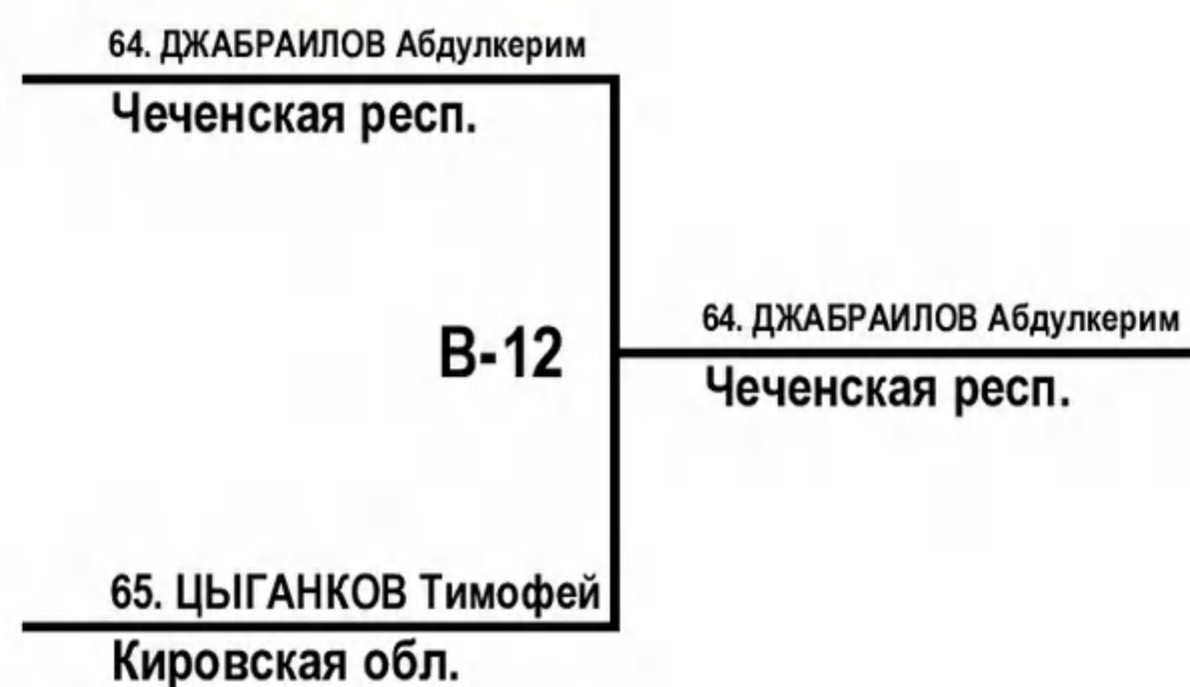 64. ДЖАБРАИЛОВ Абдулкерим
Чеченская респ.
В-12
64. ДЖАБРАИЛОВ Абдулкерим
Чеченская респ.
65. ЦЫГАНКОВ Тимофей
Кировская обл.